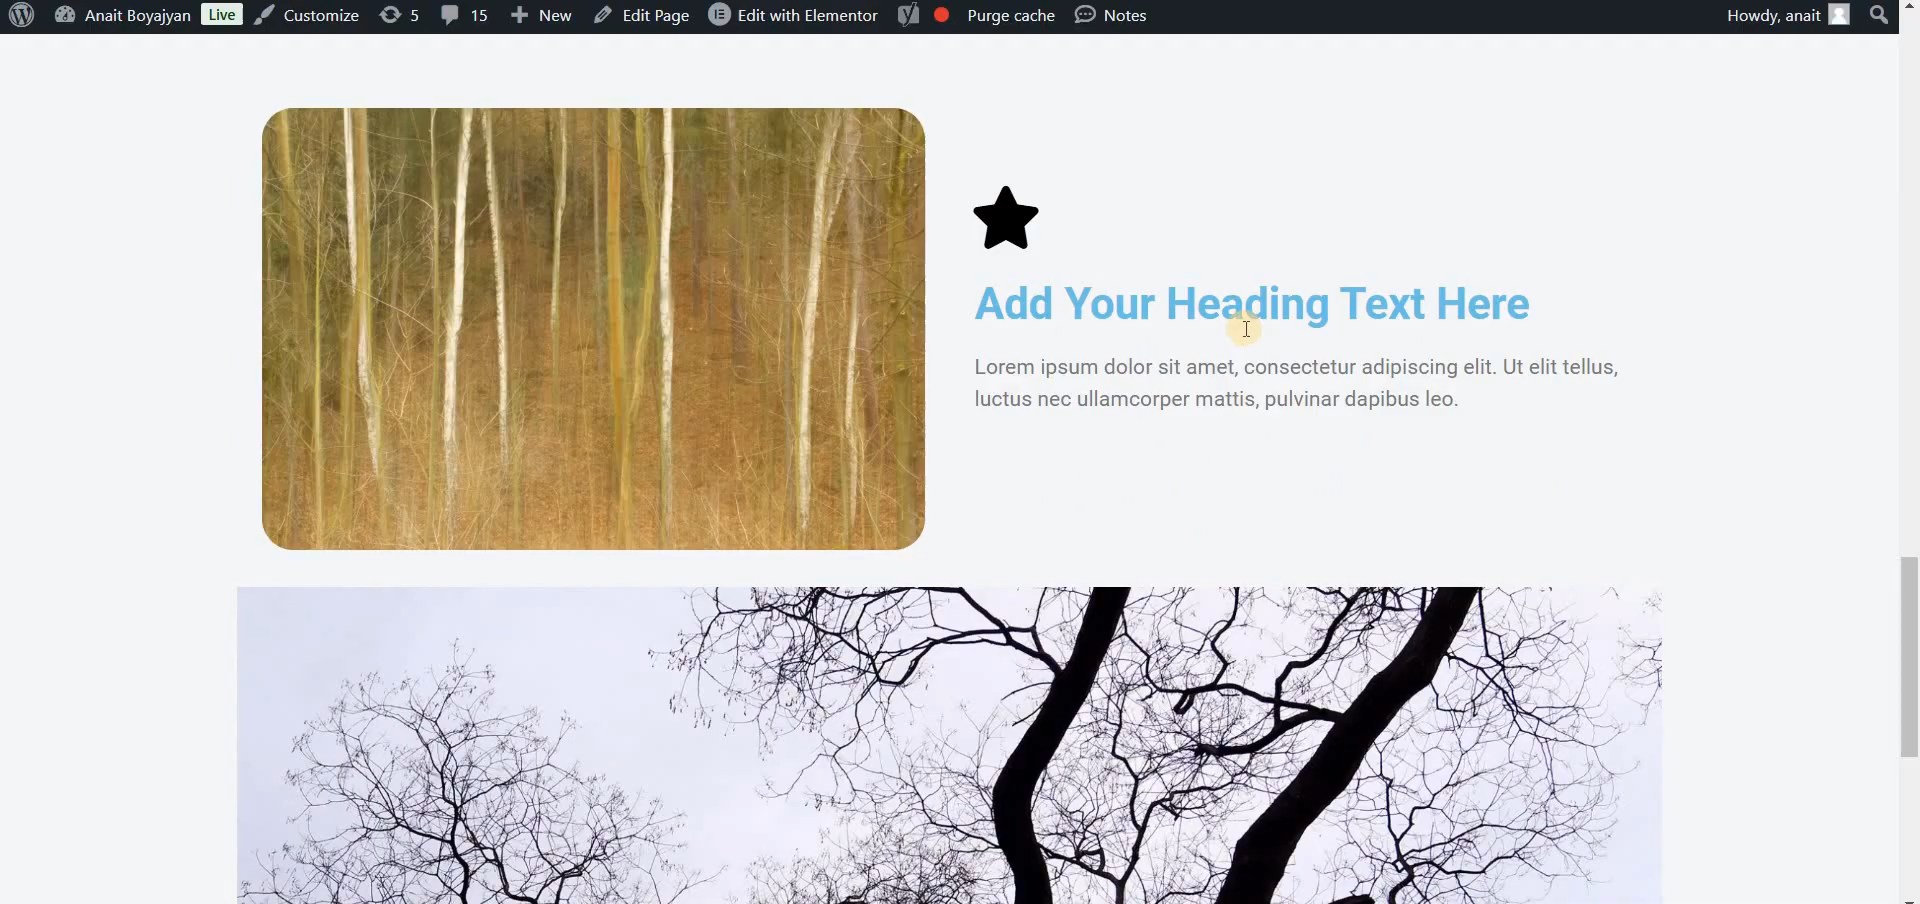 Anait Boyajyan Live Customize 5 15 New Edit Page Edit with Elementor Purge cache Notes Howdy, anait
Add Your Heading Text Here
Lorem ipsum dolor sit amet, consectetur adipiscing elit. Ut elit tellus,
luctus nec ullamcorper mattis, pulvinar dapibus leo.